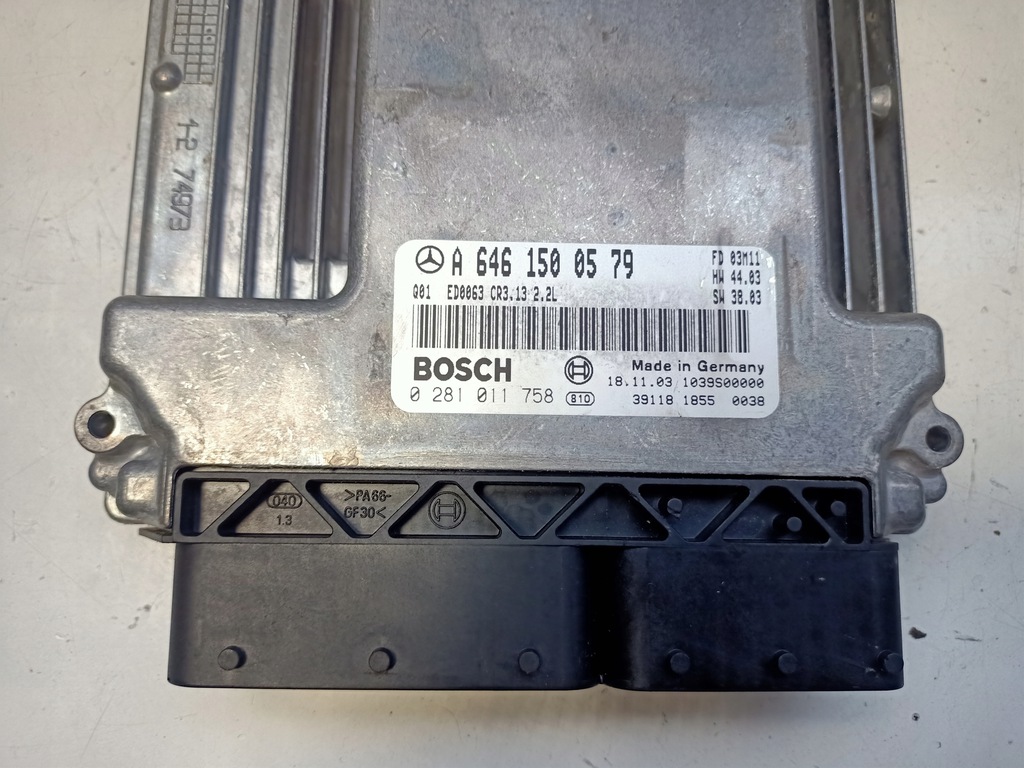 1-2 74973
A 646 150 05 79
FD 03M11
HW 44.03
Q01 ED0063 CR3.13 2.2L
SW 38.03
BOSCH
Made in Germany
18.11.03 1039S00000
0 281 011 758 810
39118 1855 0038
040
1.3
>PA66-
GF30<